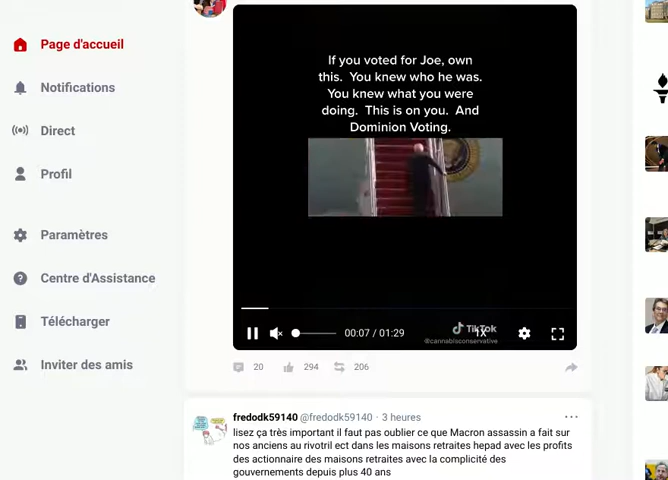 Page d'accueil
Notifications
Direct
Profil
Paramètres
Centre d'Assistance
Télécharger
Inviter des amis
If you voted for Joe, own
this. You knew who he was.
You knew what you were
doing. This is on you. And
Dominion Voting.
00:07 / 01:29
TikTok
1X
@cannabisconservative
20
294
206
fredodk59140 @fredodk59140 · 3 heures
lisez ça très important il faut pas oublier ce que Macron assassin a fait sur
nos anciens au rivotril ect dans les maisons retraites hepad avec les profits
des actionnaire des maisons retraites avec la complicité des
gouvernements depuis plus 40 ans